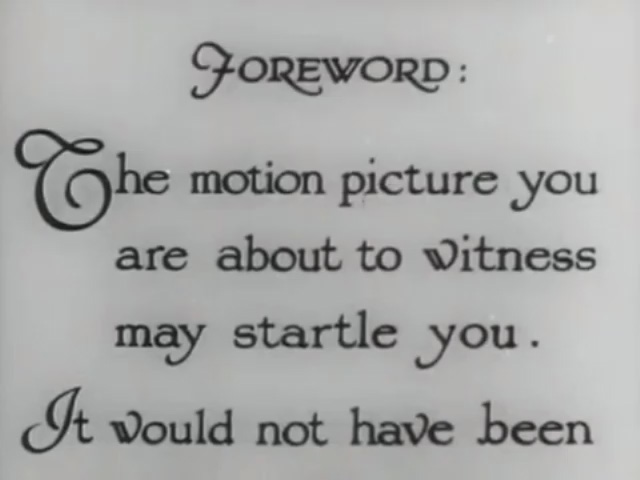 FOREWORD:
The motion picture you
are about to witness
may startle you.
It would not have been